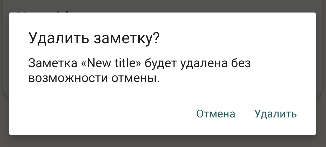 Удалить заметку?
Заметка «New title» будет удалена без
возможности отмены.
Отмена Удалить